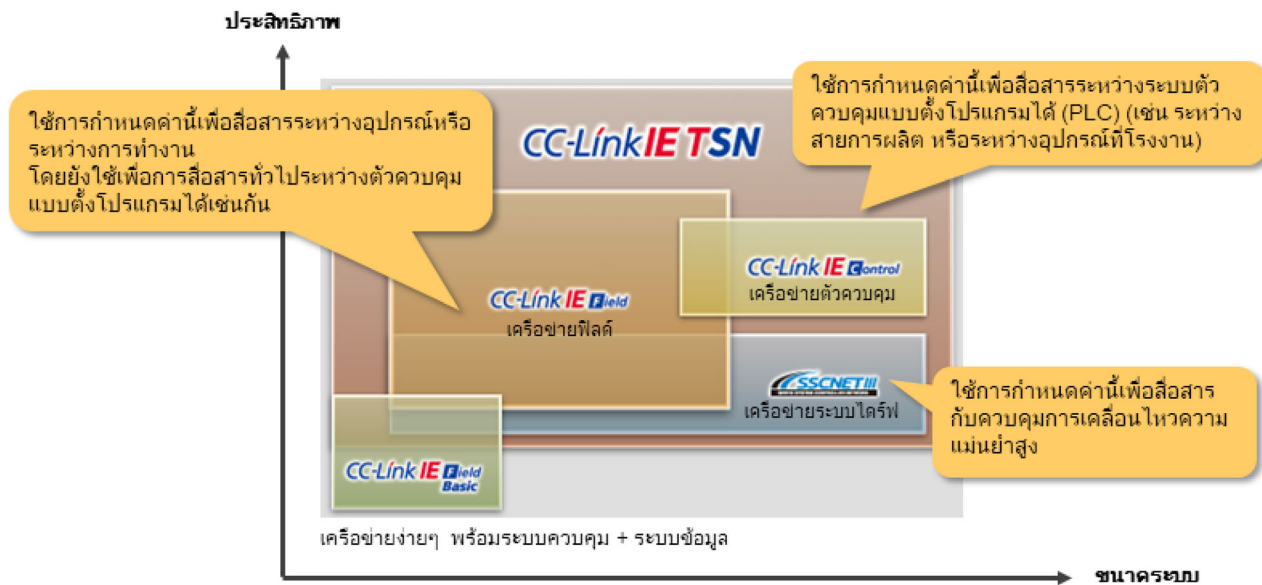 ประสิทธิภาพ
ใช้การกำหนดค่านี้เพื่อสื่อสารระหว่างอุปกรณ์หรือ
ระหว่างการทำงาน
โดยยังใช้เพื่อการสื่อสารทั่วไประหว่างตัวควบคุม
แบบตั้งโปรแกรมได้เช่นกัน
ใช้การกำหนดค่านี้เพื่อสื่อสารระหว่างระบบตัว
ควบคุมแบบตั้งโปรแกรมได้ (PLC) (เช่น ระหว่าง
สายการผลิต หรือระหว่างอุปกรณ์ที่โรงงาน)
CC-Link IE TSN
CC-Link IE Control
เครือข่ายตัวควบคุม
CC-Link IE Field
เครือข่ายฟิลด์
SSCNET III
เครือข่ายระบบไดร์ฟ
ใช้การกำหนดค่านี้เพื่อสื่อสาร
กับควบคุมการเคลื่อนไหวความ
แม่นยำสูง
CC-Link IE Field
Basic
เครือข่ายง่ายๆ พร้อมระบบควบคุม + ระบบข้อมูล
ขนาดระบบ